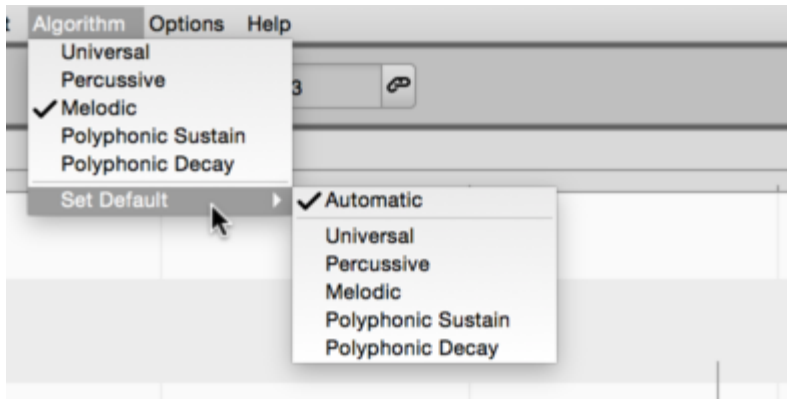 t Algorithm Options Help
Universal
Percussive
3
Melodic
Polyphonic Sustain
Polyphonic Decay
Set Default
Automatic
Universal
Percussive
Melodic
Polyphonic Sustain
Polyphonic Decay